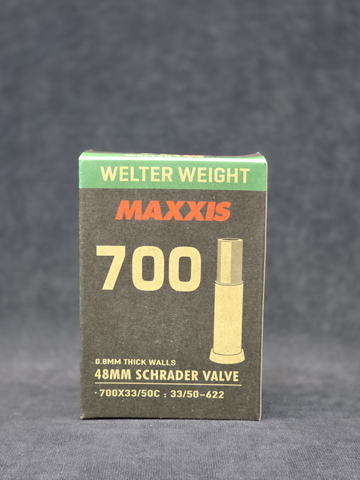 WELTER WEIGHT
MAXXIS
700
0.8MM THICK WALLS
48MM SCHRADER VALVE
·700X33/50C : 33/50-622